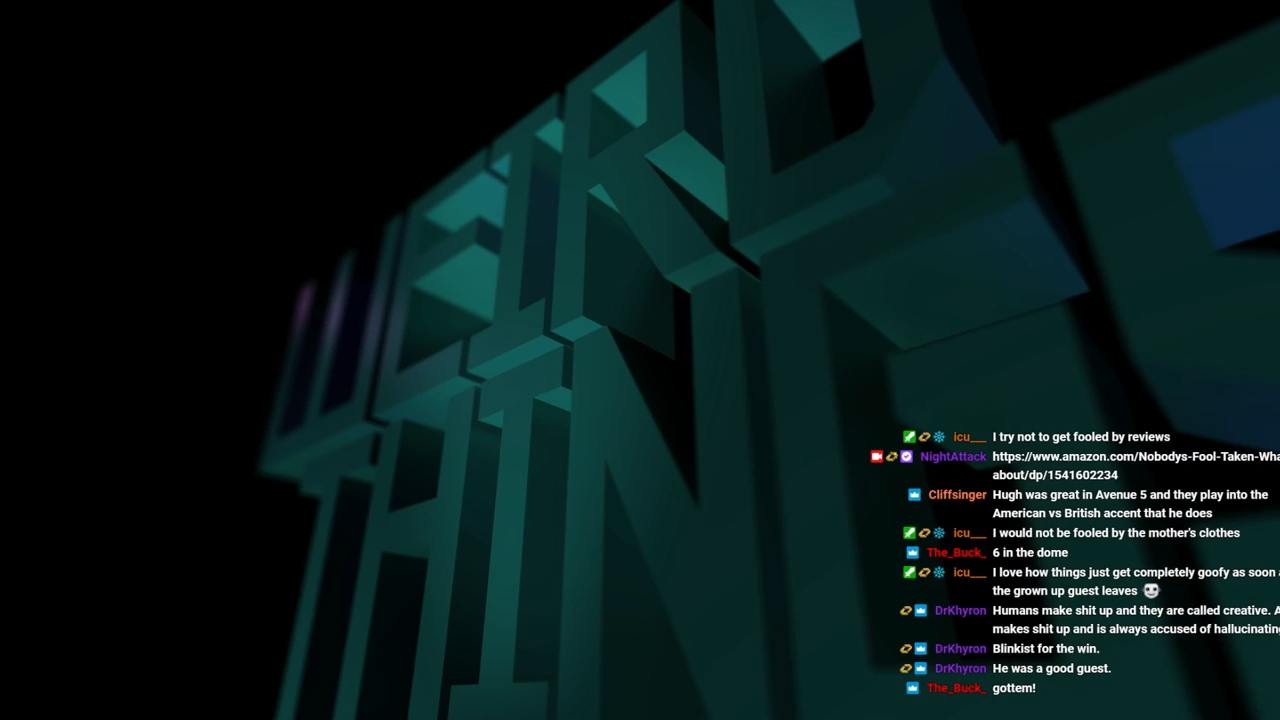 WEIRD
THINGS
icu___ I try not to get fooled by reviews
NightAttack https://www.amazon.com/Nobodys-Fool-Taken-Wha
about/dp/1541602234
Cliffsinger Hugh was great in Avenue 5 and they play into the
American vs British accent that he does
icu___ I would not be fooled by the mother's clothes
The_Buck_ 6 in the dome
icu___ I love how things just get completely goofy as soon
the grown up guest leaves
DrKhyron Humans make shit up and they are called creative. A
makes shit up and is always accused of hallucinatin
DrKhyron Blinkist for the win.
DrKhyron He was a good guest.
The_Buck_ gottem!